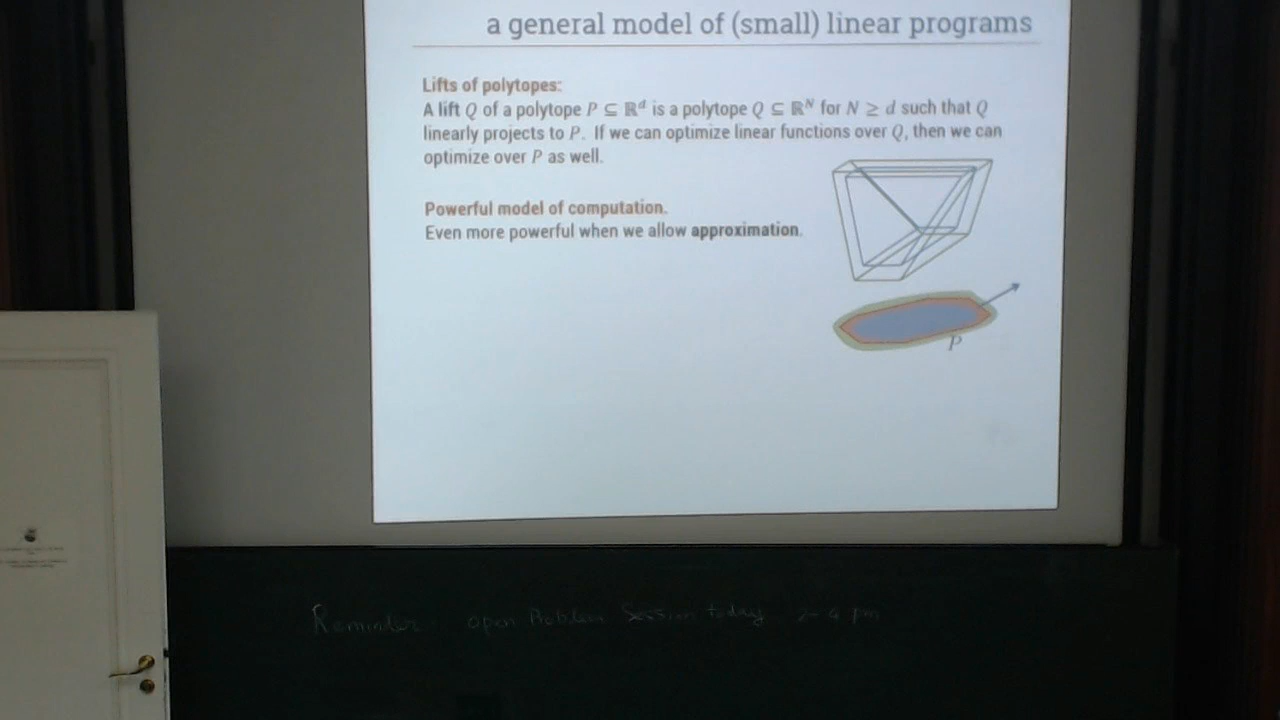 a general model of (small) linear programs
Lifts of polytopes:
A lift Q of a polytope P ⊆ ℝᵈ is a polytope Q ⊆ ℝᴺ for N ≥ d such that Q
linearly projects to P. If we can optimize linear functions over Q, then we can
optimize over P as well.
Powerful model of computation.
Even more powerful when we allow approximation.
P
Reminder open Problem Session today 2-4 pm